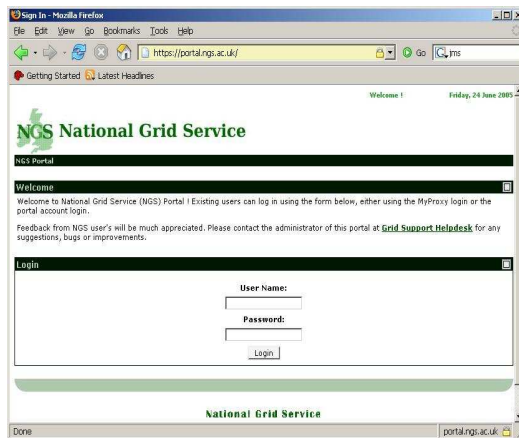 Sign In - Mozilla Firefox
File Edit View Go Bookmarks Tools Help
https://portal.ngs.ac.uk/ Go jms
Getting Started Latest Headlines
Welcome ! Friday, 24 June 2005
NGS National Grid Service
NGS Portal
Welcome
Welcome to National Grid Service (NGS) Portal ! Existing users can log in using the form below, either using the MyProxy login or the
portal account login.
Feedback from NGS user's will be much appreciated. Please contact the administrator of this portal at Grid Support Helpdesk for any
suggestions, bugs or improvements.
Login
User Name:
Password:
Login
National Grid Service
Done portal.ngs.ac.uk